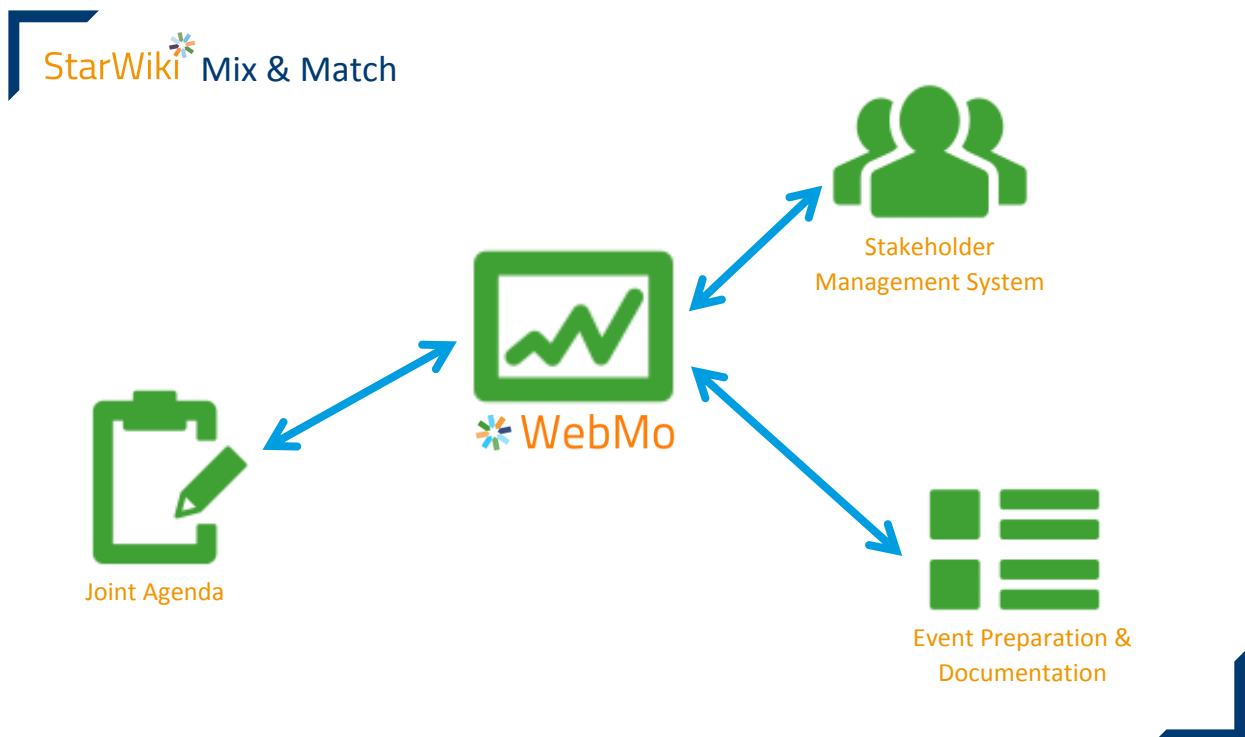 StarWiki Mix & Match
Stakeholder
Management System
WebMo
Joint Agenda
Event Preparation &
Documentation